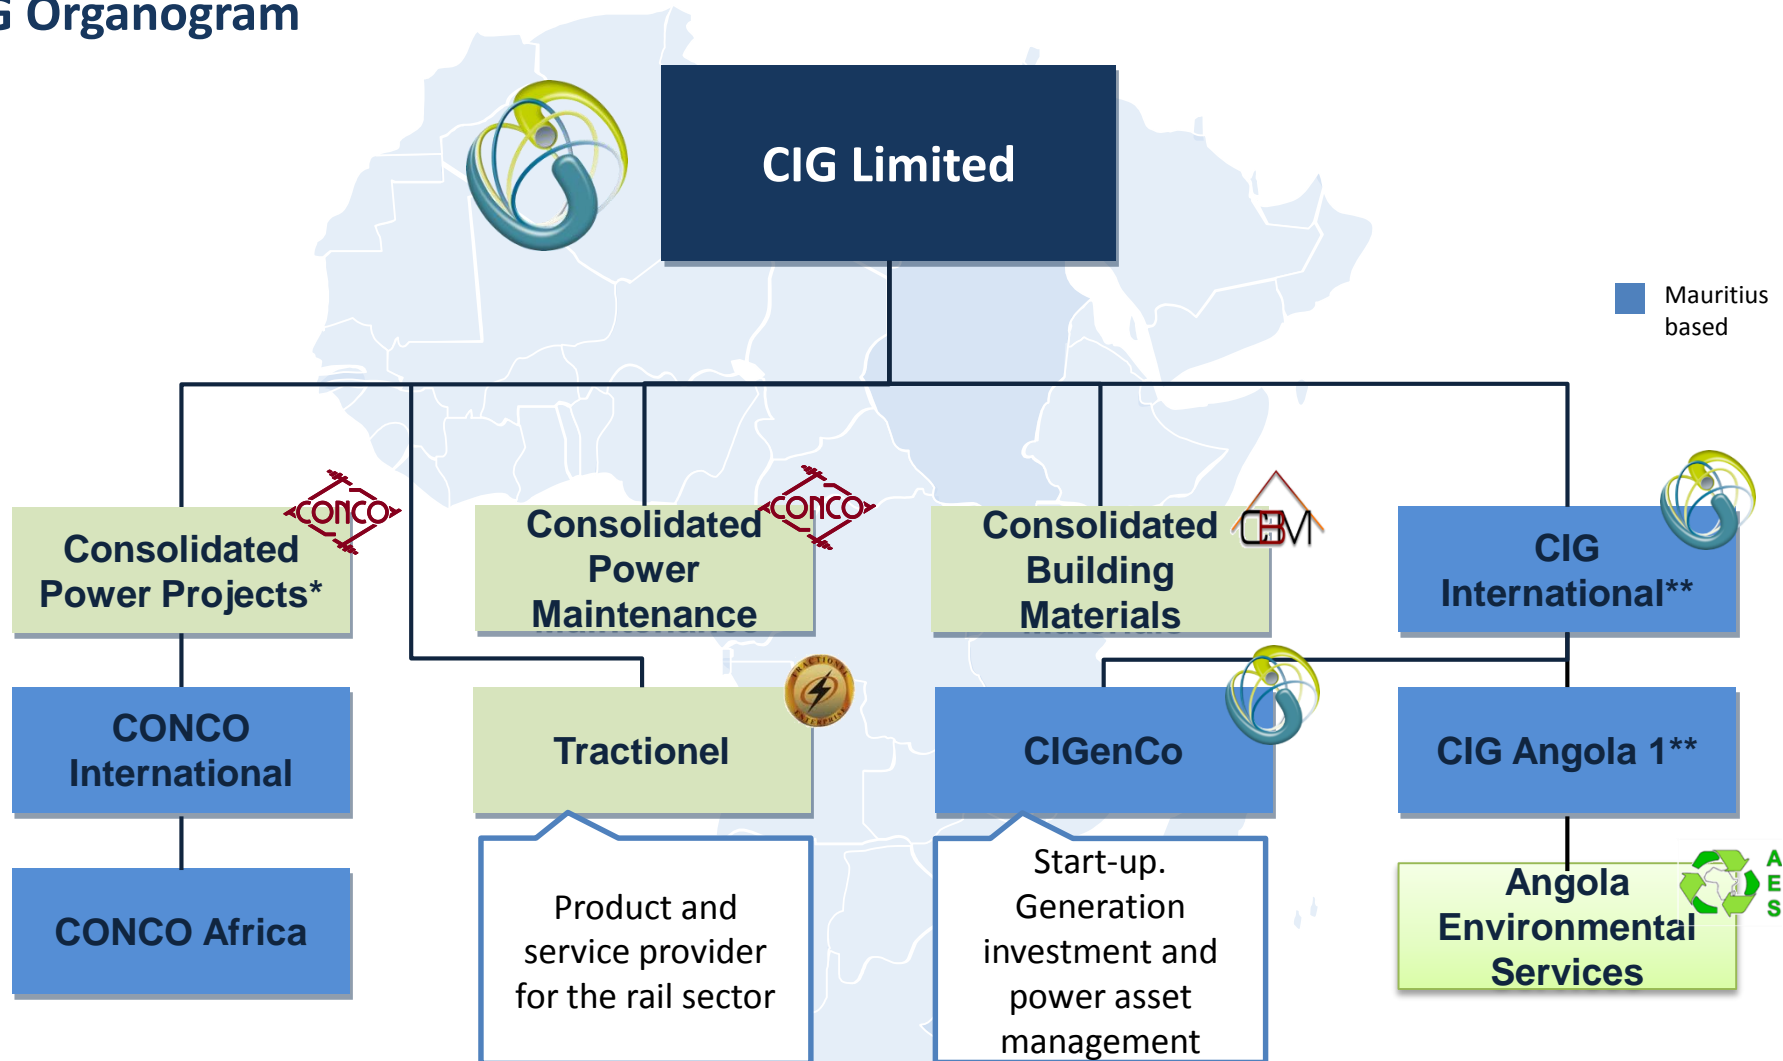 G Organogram
CIG Limited
Mauritius
based
CONCO
Consolidated
Power Projects*
CONCO
Consolidated
Power
Maintenance
CBM
Consolidated
Building
Materials
CIG
International**
CONCO
International
TRACTIONEL
ENTERPRISE
Tractionel
CIGenCo
CIG Angola 1**
CONCO Africa
Product and
service provider
for the rail sector
Start-up.
Generation
investment and
power asset
management
A
E
S
Angola
Environmental
Services